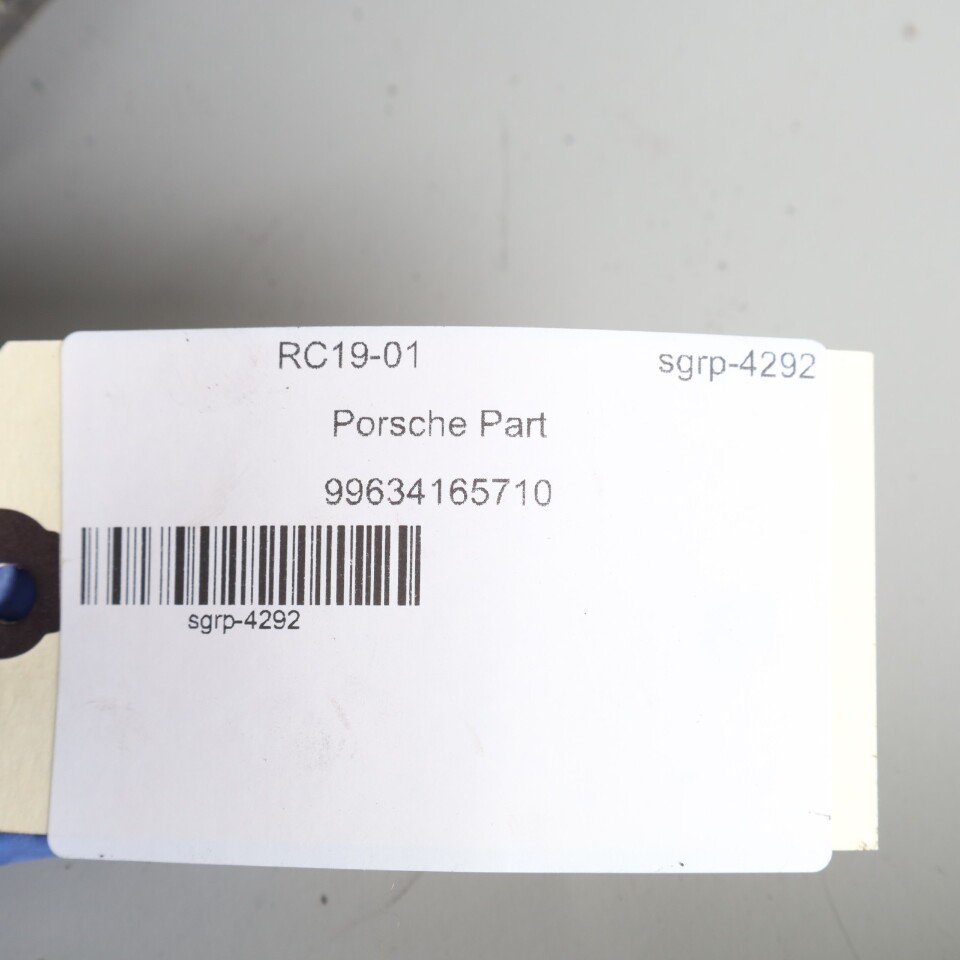 RC19-01 sgrp-4292
Porsche Part
99634165710
sgrp-4292